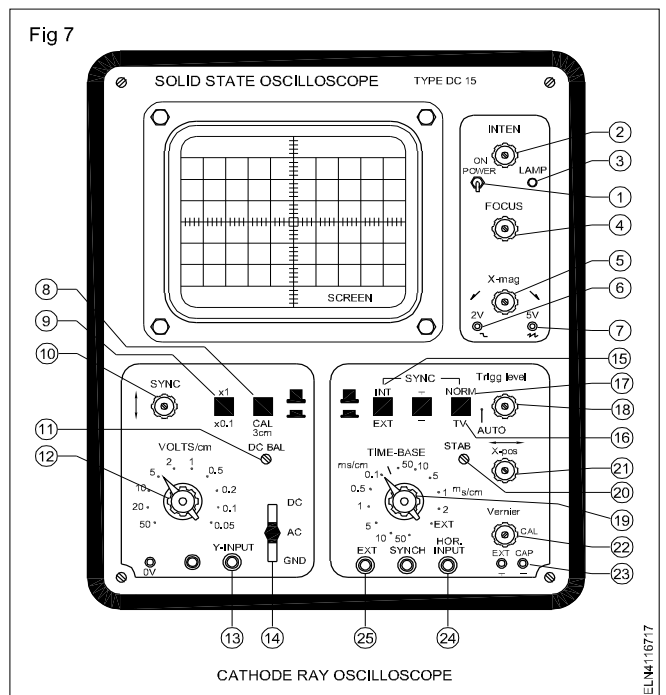 Fig 7
SOLID STATE OSCILLOSCOPE TYPE DC 15
INTEN
ON
POWER
LAMP
FOCUS
X-mag
2V
5V
SCREEN
2
3
1
4
5
6
7
8
9
10
11
12
SYNC
x1
x0.1
CAL
3cm
DC BAL
VOLTS/cm
50
20
10
5
2
1
0.5
0.2
0.1
0.05
DC
AC
GND
0V
Y-INPUT
INT
EXT
SYNC
+
−
NORM
TV
Trigg level
AUTO
X-pos
STAB
TIME-BASE
ms/cm
0.1
0.5
1
5
10
50
50
10
5
1 ms/cm
2
EXT
Vernier
CAL
EXT
CAP
EXT
SYNCH
HOR.
INPUT
15
17
18
16
21
20
19
22
23
13
14
25
24
CATHODE RAY OSCILLOSCOPE
ELN4116717